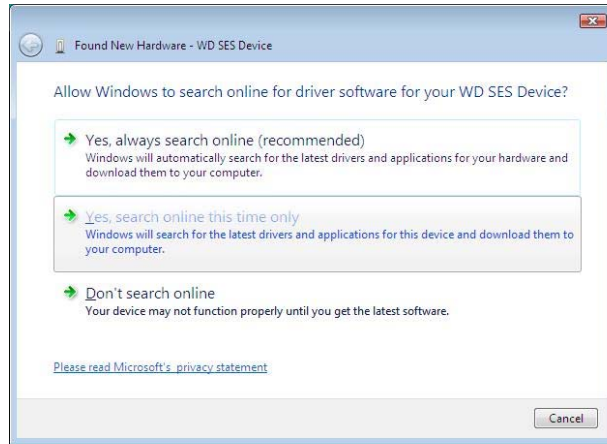 Found New Hardware - WD SES Device
Allow Windows to search online for driver software for your WD SES Device?
Yes, always search online (recommended)
Windows will automatically search for the latest drivers and applications for your hardware and
download them to your computer.
Yes, search online this time only
Windows will search for the latest drivers and applications for this device and download them to
your computer.
Don't search online
Your device may not function properly until you get the latest software.
Please read Microsoft's privacy statement
Cancel